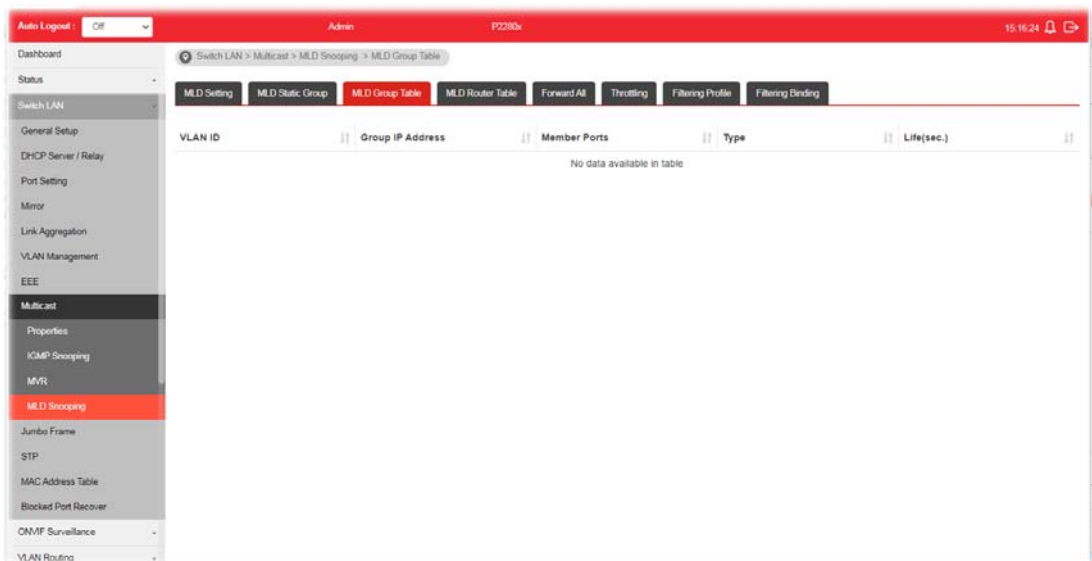 Auto Logout : Off Admin P2280x 15:16:24
Dashboard
Switch LAN > Multicast > MLD Snooping > MLD Group Table
Status
MLD Setting MLD Static Group MLD Group Table MLD Router Table Forward All Throttling Filtering Profile Filtering Binding
Switch LAN
General Setup
VLAN ID Group IP Address Member Ports Type Life(sec.)
DHCP Server / Relay
No data available in table
Port Setting
Mirror
Link Aggregation
VLAN Management
EEE
Multicast
Properties
IGMP Snooping
MVR
MLD Snooping
Jumbo Frame
STP
MAC Address Table
Blocked Port Recover
ONVIF Surveillance
VLAN Routing